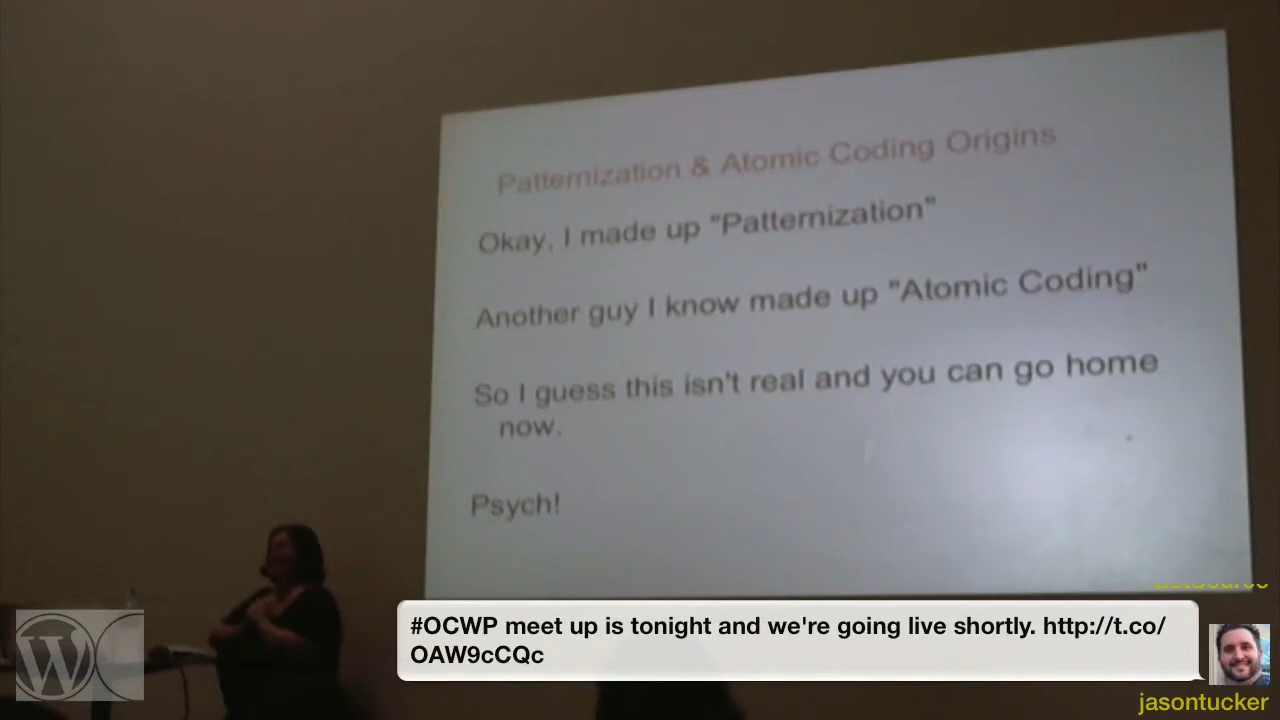 Patternization & Atomic Coding Origins
Okay, I made up "Patternization"
Another guy I know made up "Atomic Coding"
So I guess this isn't real and you can go home
now.
Psych!
#OCWP meet up is tonight and we're going live shortly. http://t.co/
OAW9cCQc
jasontucker